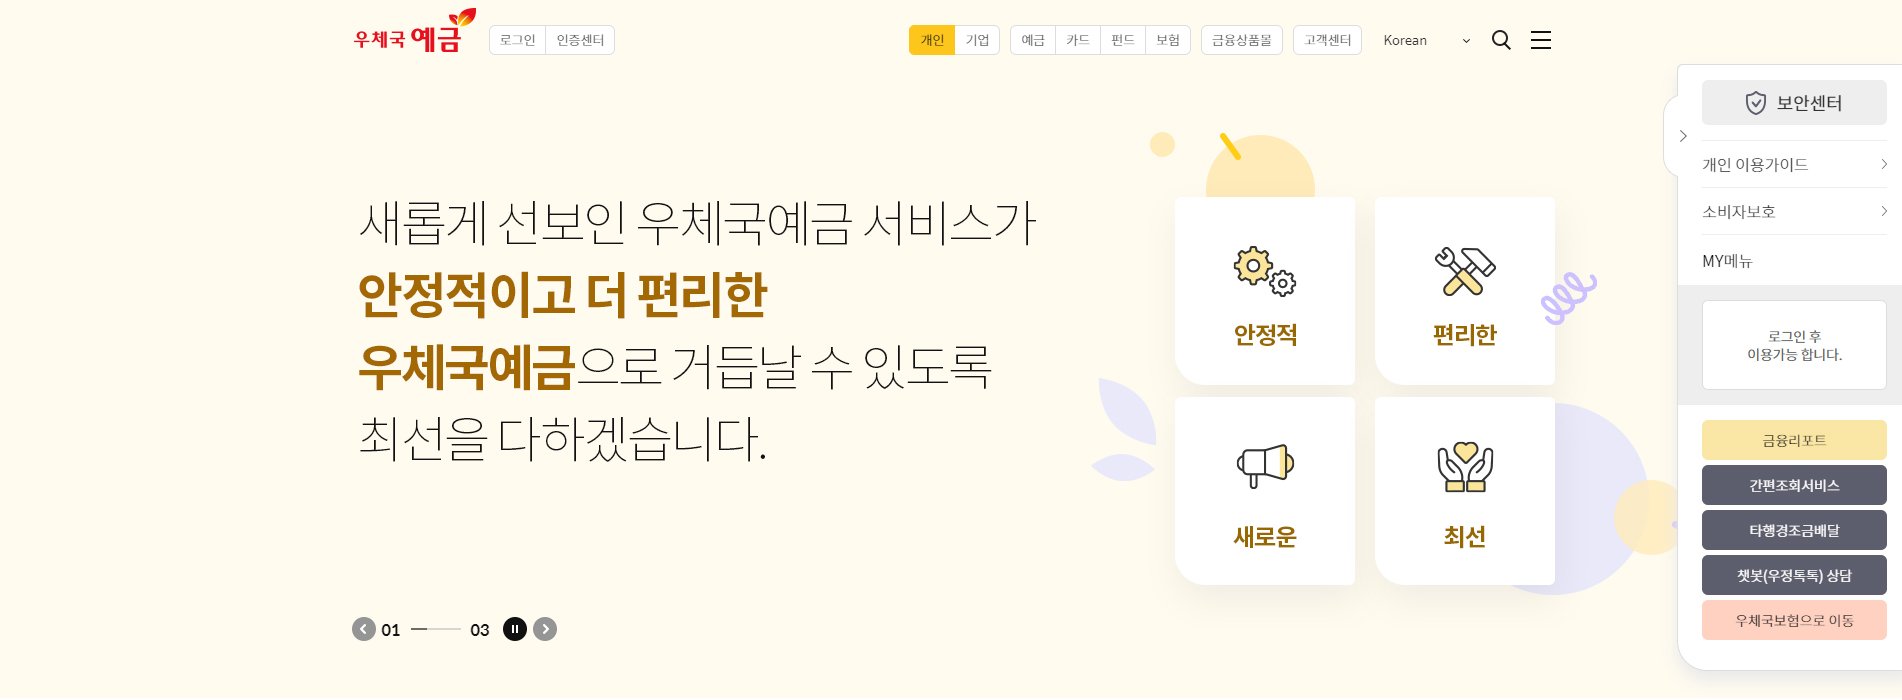 우체국 예금
로그인 인증센터
개인 기업 예금 카드 펀드 보험 금융상품몰 고객센터 Korean
새롭게 선보인 우체국예금 서비스가
안정적이고 더 편리한
우체국예금으로 거듭날 수 있도록
최선을 다하겠습니다.
01 03
안정적 편리한
새로운 최선
보안센터
개인 이용가이드
소비자보호
MY메뉴
로그인 후
이용가능 합니다.
금융리포트
간편조회서비스
타행경조금배달
챗봇(우정톡톡) 상담
우체국보험으로 이동